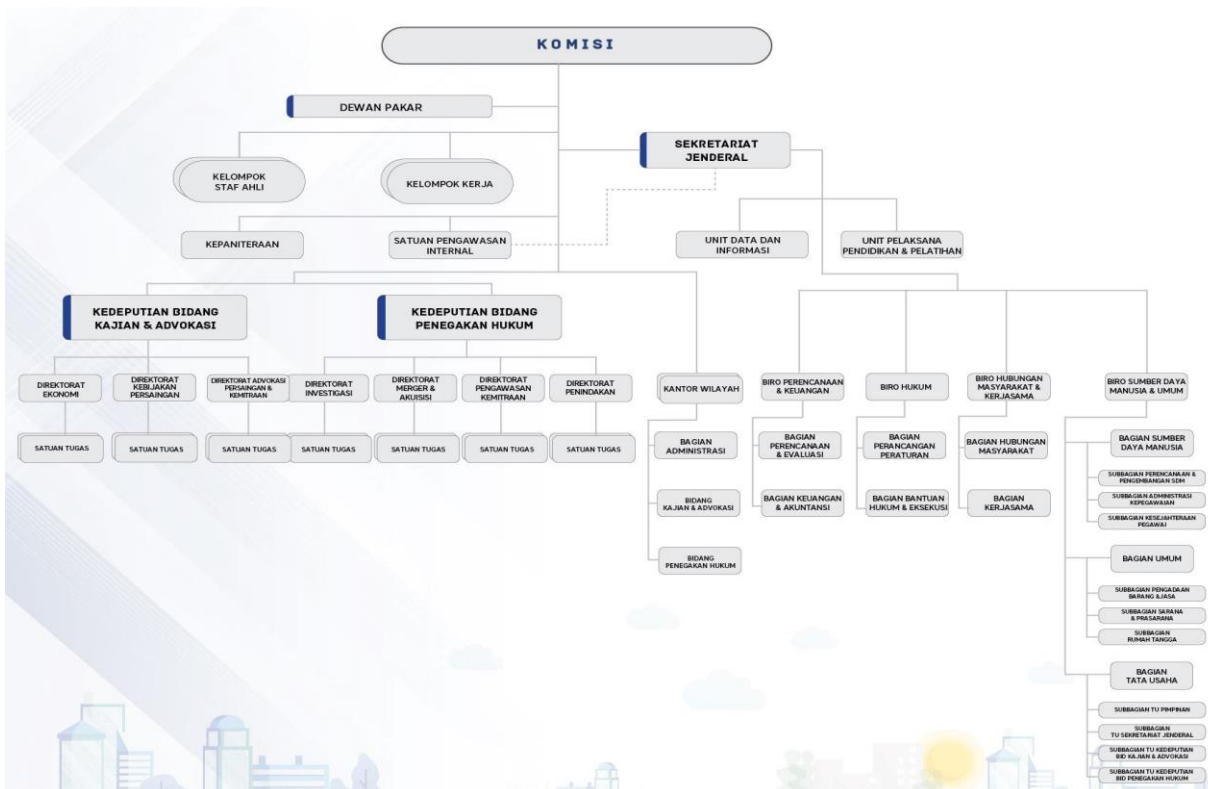 KOMISI
DEWAN PAKAR
SEKRETARIAT
JENDERAL
KELOMPOK
STAF AHLI
KELOMPOK KERJA
KEPANITERAAN
SATUAN PENGAWASAN
INTERNAL
UNIT DATA DAN
INFORMASI
UNIT PELAKSANA
PENDIDIKAN & PELATIHAN
KEDEPUTIAN BIDANG
KAJIAN & ADVOKASI
KEDEPUTIAN BIDANG
PENEGAKAN HUKUM
DIREKTORAT
EKONOMI
DIREKTORAT
KEBIJAKAN
PERSAINGAN
DIREKTORAT ADVOKASI
PERSAINGAN &
KEMITRAAN
DIREKTORAT
INVESTIGASI
DIREKTORAT
MERGER &
AKUISISI
DIREKTORAT
PENGAWASAN
KEMITRAAN
DIREKTORAT
PENINDAKAN
KANTOR WILAYAH
BIRO PERENCANAAN
& KEUANGAN
BIRO HUKUM
BIRO HUBUNGAN
MASYARAKAT &
KERJASAMA
BIRO SUMBER DAYA
MANUSIA & UMUM
SATUAN TUGAS
SATUAN TUGAS
SATUAN TUGAS
SATUAN TUGAS
SATUAN TUGAS
SATUAN TUGAS
SATUAN TUGAS
BAGIAN
ADMINISTRASI
BIDANG
KAJIAN & ADVOKASI
BIDANG
PENEGAKAN HUKUM
BAGIAN
PERENCANAAN
& EVALUASI
BAGIAN KEUANGAN
& AKUNTANSI
BAGIAN
PERANCANGAN
PERATURAN
BAGIAN BANTUAN
HUKUM & EKSEKUSI
BAGIAN HUBUNGAN
MASYARAKAT
BAGIAN
KERJASAMA
BAGIAN SUMBER
DAYA MANUSIA
SUBBAGIAN PERENCANAAN &
PENGEMBANGAN SDM
SUBBAGIAN ADMINISTRASI
KEPEGAWAIAN
SUBBAGIAN KESEJAHTERAAN
PEGAWAI
BAGIAN UMUM
SUBBAGIAN PENGADAAN
BARANG &JASA
SUBBAGIAN SARANA
& PRASARANA
SUBBAGIAN
RUMAH TANGGA
BAGIAN
TATA USAHA
SUBBAGIAN TU PIMPINAN
SUBBAGIAN
TU SEKRETARIAT JENDERAL
SUBBAGIAN TU KEDEPUTIAN
BID KAJIAN & ADVOKASI
SUBBAGIAN TU KEDEPUTIAN
BID PENEGAKAN HUKUM